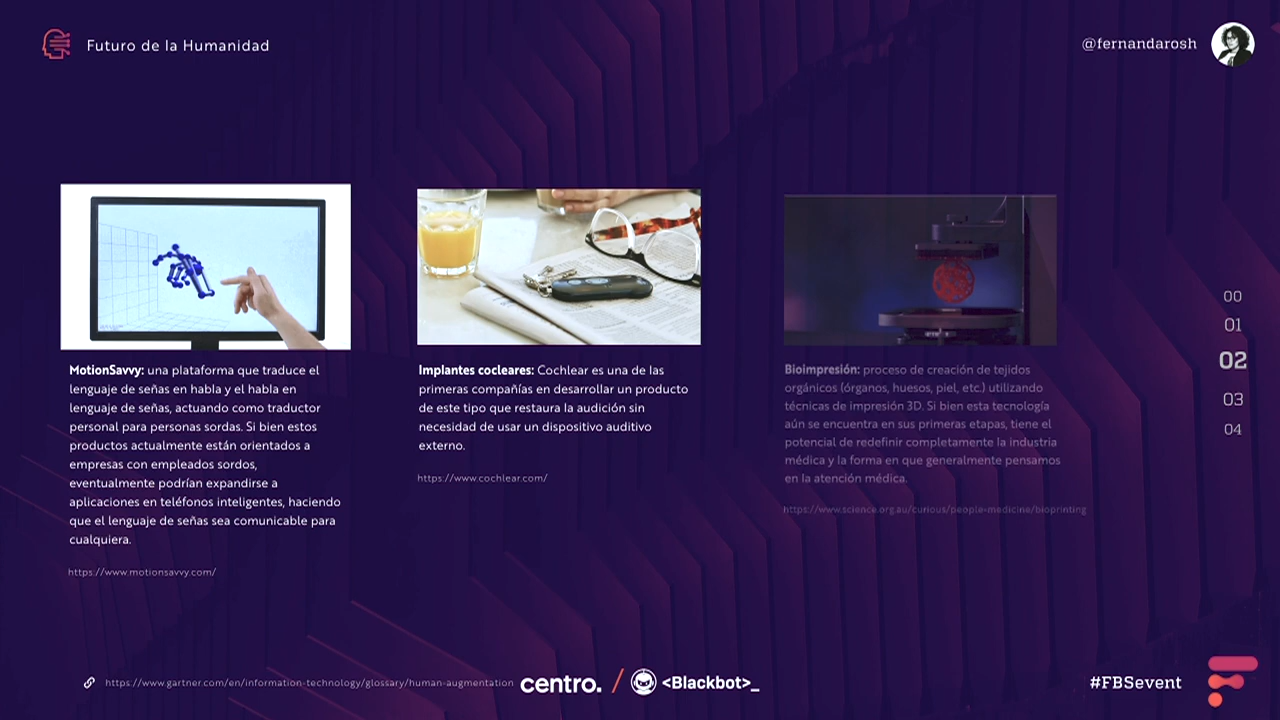 Futuro de la Humanidad
@fernandarosh
MotionSavvy: una plataforma que traduce el
lenguaje de señas en habla y el habla en
lenguaje de señas, actuando como traductor
personal para personas sordas. Si bien estos
productos actualmente están orientados a
empresas con empleados sordos,
eventualmente podrían expandirse a
aplicaciones en teléfonos inteligentes, haciendo
que el lenguaje de señas sea comunicable para
cualquiera.
https://www.motionsavvy.com/
Implantes cocleares: Cochlear es una de las
primeras compañías en desarrollar un producto
de este tipo que restaura la audición sin
necesidad de usar un dispositivo auditivo
externo.
https://www.cochlear.com/
Bioimpresión: proceso de creación de tejidos
orgánicos (órganos, huesos, piel, etc.) utilizando
técnicas de impresión 3D. Si bien esta tecnología
aún se encuentra en sus primeras etapas, tiene el
potencial de redefinir completamente la industria
médica y la forma en que generalmente pensamos
en la atención médica.
https://www.science.org.au/curious/people-medicine/bioprinting
00
01
02
03
04
https://www.gartner.com/en/information-technology/glossary/human-augmentation
centro. / <Blackbot>_
#FBSevent